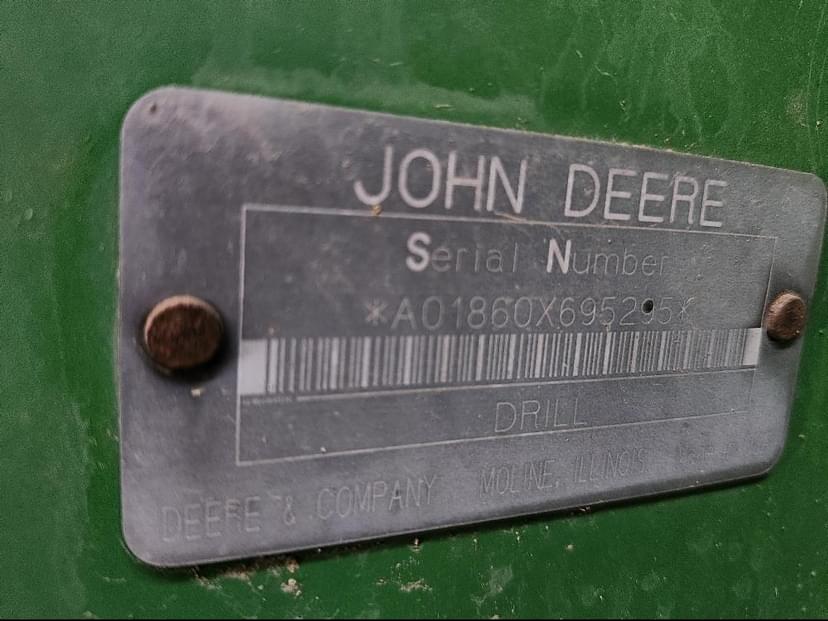 JOHN DEERE
Serial Number
*A01860X695295*
DRILL
DEERE & COMPANY MOLINE, ILLINOIS